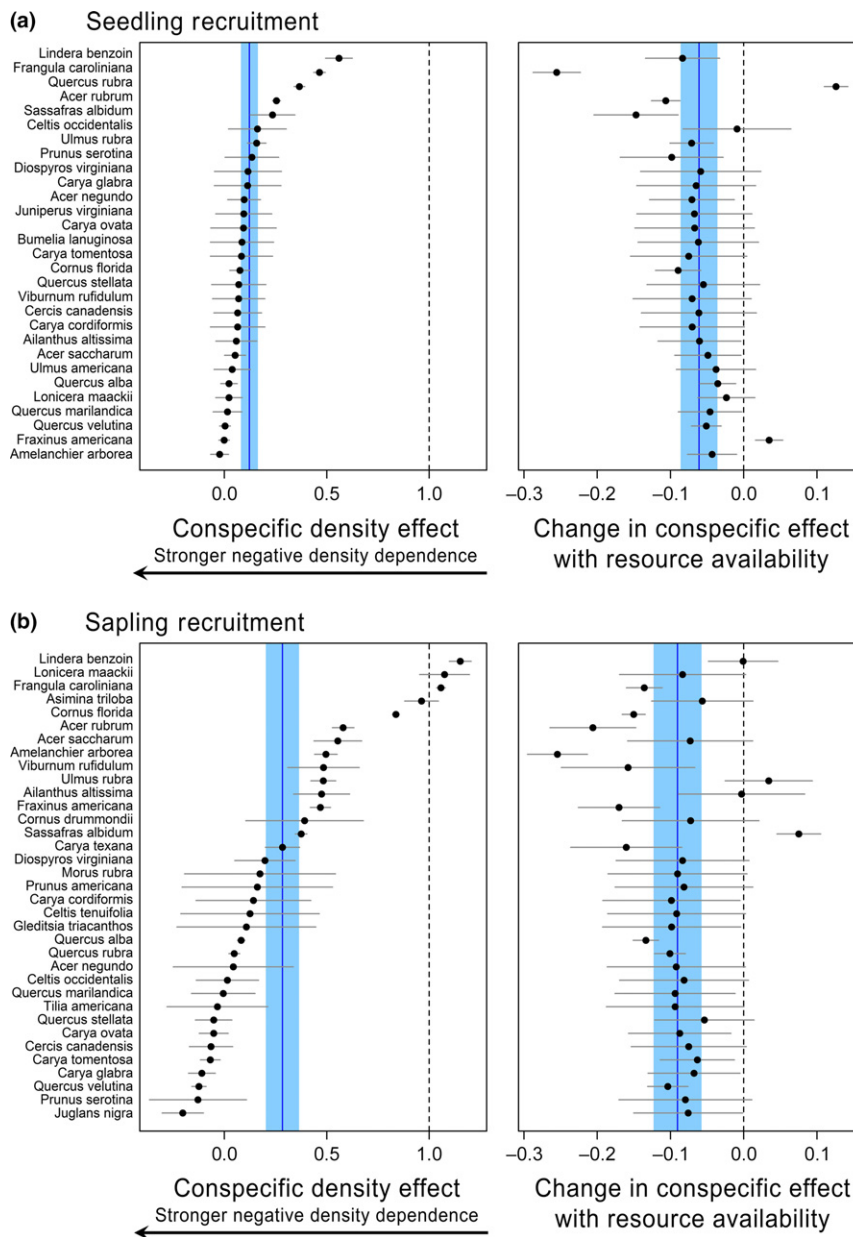 (a) Seedling recruitment
Lindera benzoin
Frangula caroliniana
Quercus rubra
Acer rubrum
Sassafras albidum
Celtis occidentalis
Ulmus rubra
Prunus serotina
Diospyros virginiana
Carya glabra
Acer negundo
Juniperus virginiana
Carya ovata
Bumelia lanuginosa
Carya tomentosa
Cornus florida
Quercus stellata
Viburnum rufidulum
Cercis canadensis
Carya cordiformis
Ailanthus altissima
Acer saccharum
Ulmus americana
Quercus alba
Lonicera maackii
Quercus marilandica
Quercus velutina
Fraxinus americana
Amelanchier arborea
0.0 0.5 1.0
Conspecific density effect
Stronger negative density dependence
−0.3 −0.2 −0.1 0.0 0.1
Change in conspecific effect
with resource availability
(b) Sapling recruitment
Lindera benzoin
Lonicera maackii
Frangula caroliniana
Asimina triloba
Cornus florida
Acer rubrum
Acer saccharum
Amelanchier arborea
Viburnum rufidulum
Ulmus rubra
Ailanthus altissima
Fraxinus americana
Cornus drummondii
Sassafras albidum
Carya texana
Diospyros virginiana
Morus rubra
Prunus americana
Carya cordiformis
Celtis tenuifolia
Gleditsia triacanthos
Quercus alba
Quercus rubra
Acer negundo
Celtis occidentalis
Quercus marilandica
Tilia americana
Quercus stellata
Carya ovata
Cercis canadensis
Carya tomentosa
Carya glabra
Quercus velutina
Prunus serotina
Juglans nigra
0.0 0.5 1.0
Conspecific density effect
Stronger negative density dependence
−0.3 −0.2 −0.1 0.0 0.1
Change in conspecific effect
with resource availability